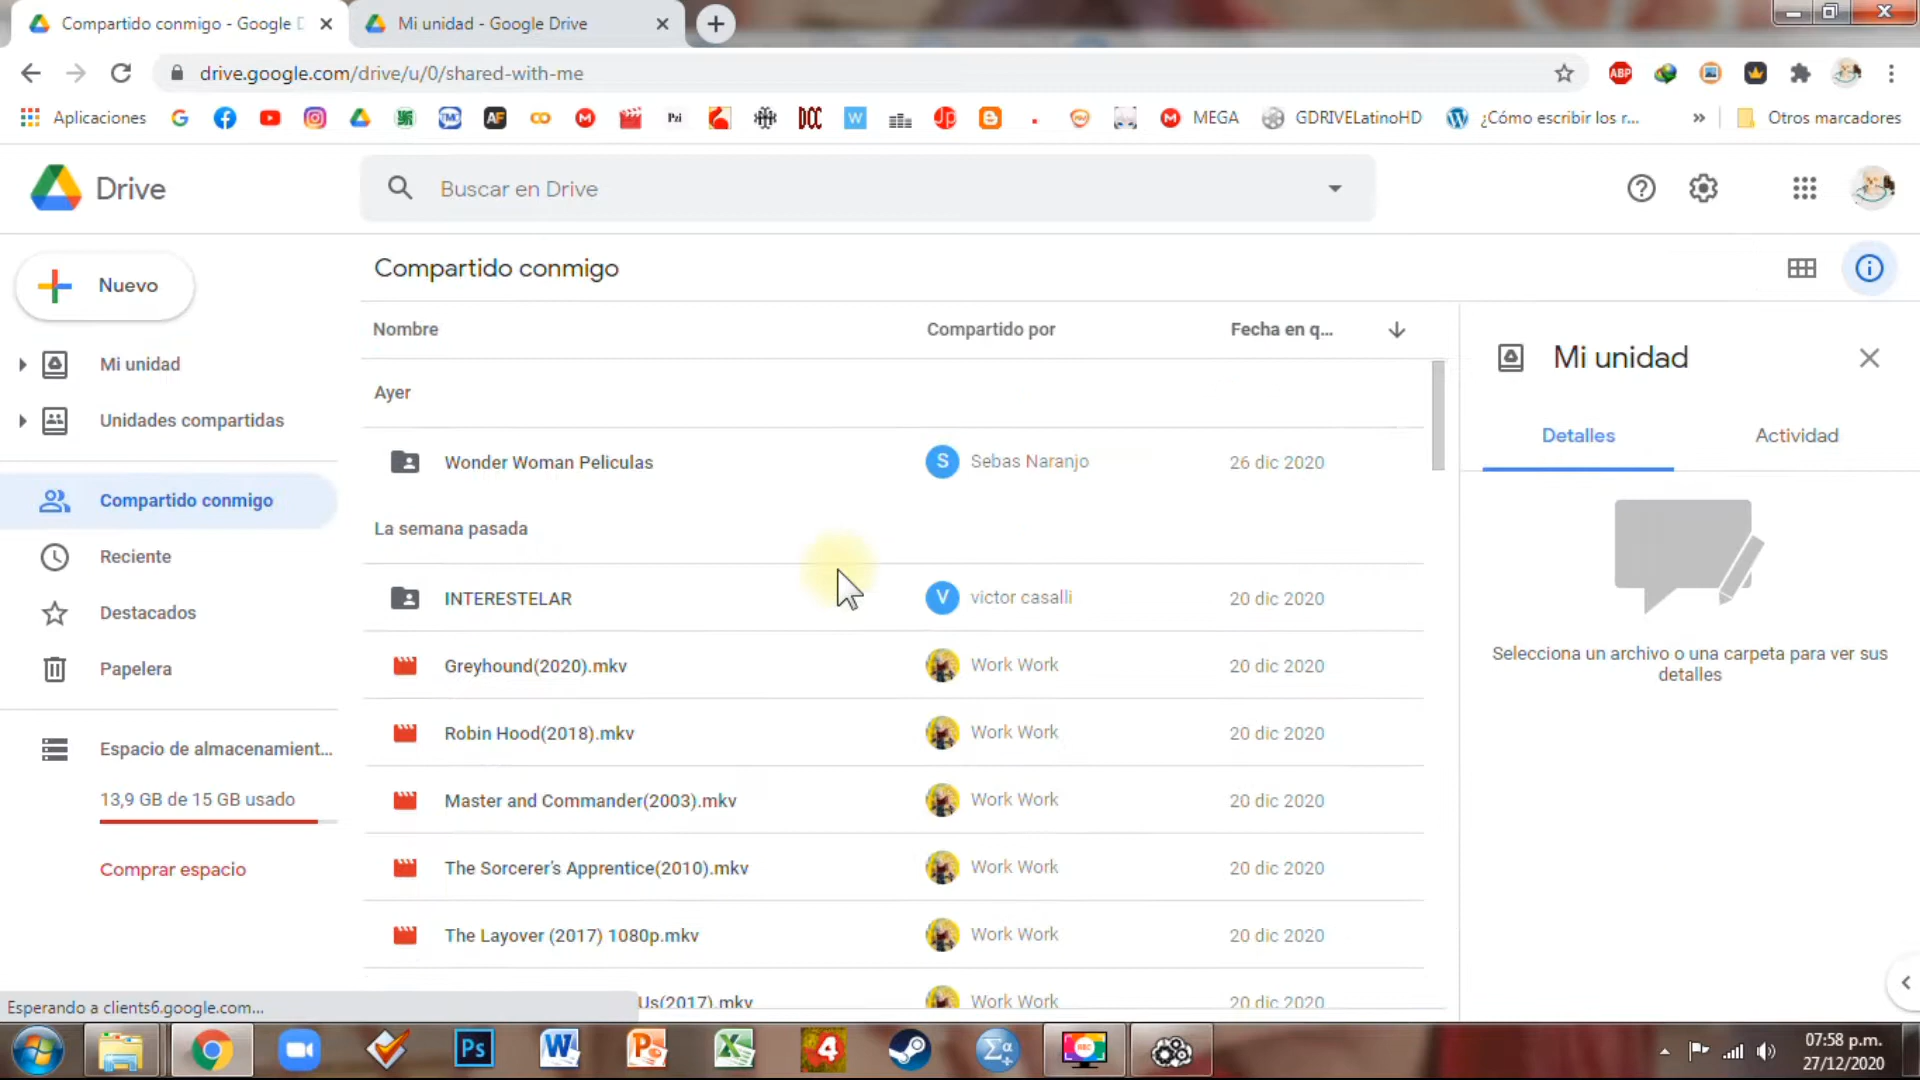 Compartido conmigo - Google D
Mi unidad - Google Drive
drive.google.com/drive/u/0/shared-with-me
ABP
Aplicaciones
TMC
AF
Pzi
DCC
W
MEGA
GDRIVELatinoHD
¿Cómo escribir los r...
»
Otros marcadores
Drive
Buscar en Drive
Nuevo
Mi unidad
Unidades compartidas
Compartido conmigo
Reciente
Destacados
Papelera
Espacio de almacenamient...
13,9 GB de 15 GB usado
Comprar espacio
Compartido conmigo
Nombre
Compartido por
Fecha en q...
Ayer
Wonder Woman Peliculas
S
Sebas Naranjo
26 dic 2020
La semana pasada
INTERESTELAR
V
victor casalli
20 dic 2020
Greyhound(2020).mkv
Work Work
20 dic 2020
Robin Hood(2018).mkv
Work Work
20 dic 2020
Master and Commander(2003).mkv
Work Work
20 dic 2020
The Sorcerer's Apprentice(2010).mkv
Work Work
20 dic 2020
The Layover (2017) 1080p.mkv
Work Work
20 dic 2020
Us(2017).mkv
Work Work
20 dic 2020
Mi unidad
Detalles
Actividad
Selecciona un archivo o una carpeta para ver sus
detalles
Esperando a clients6.google.com...
Ps
4
07:58 p.m.
27/12/2020